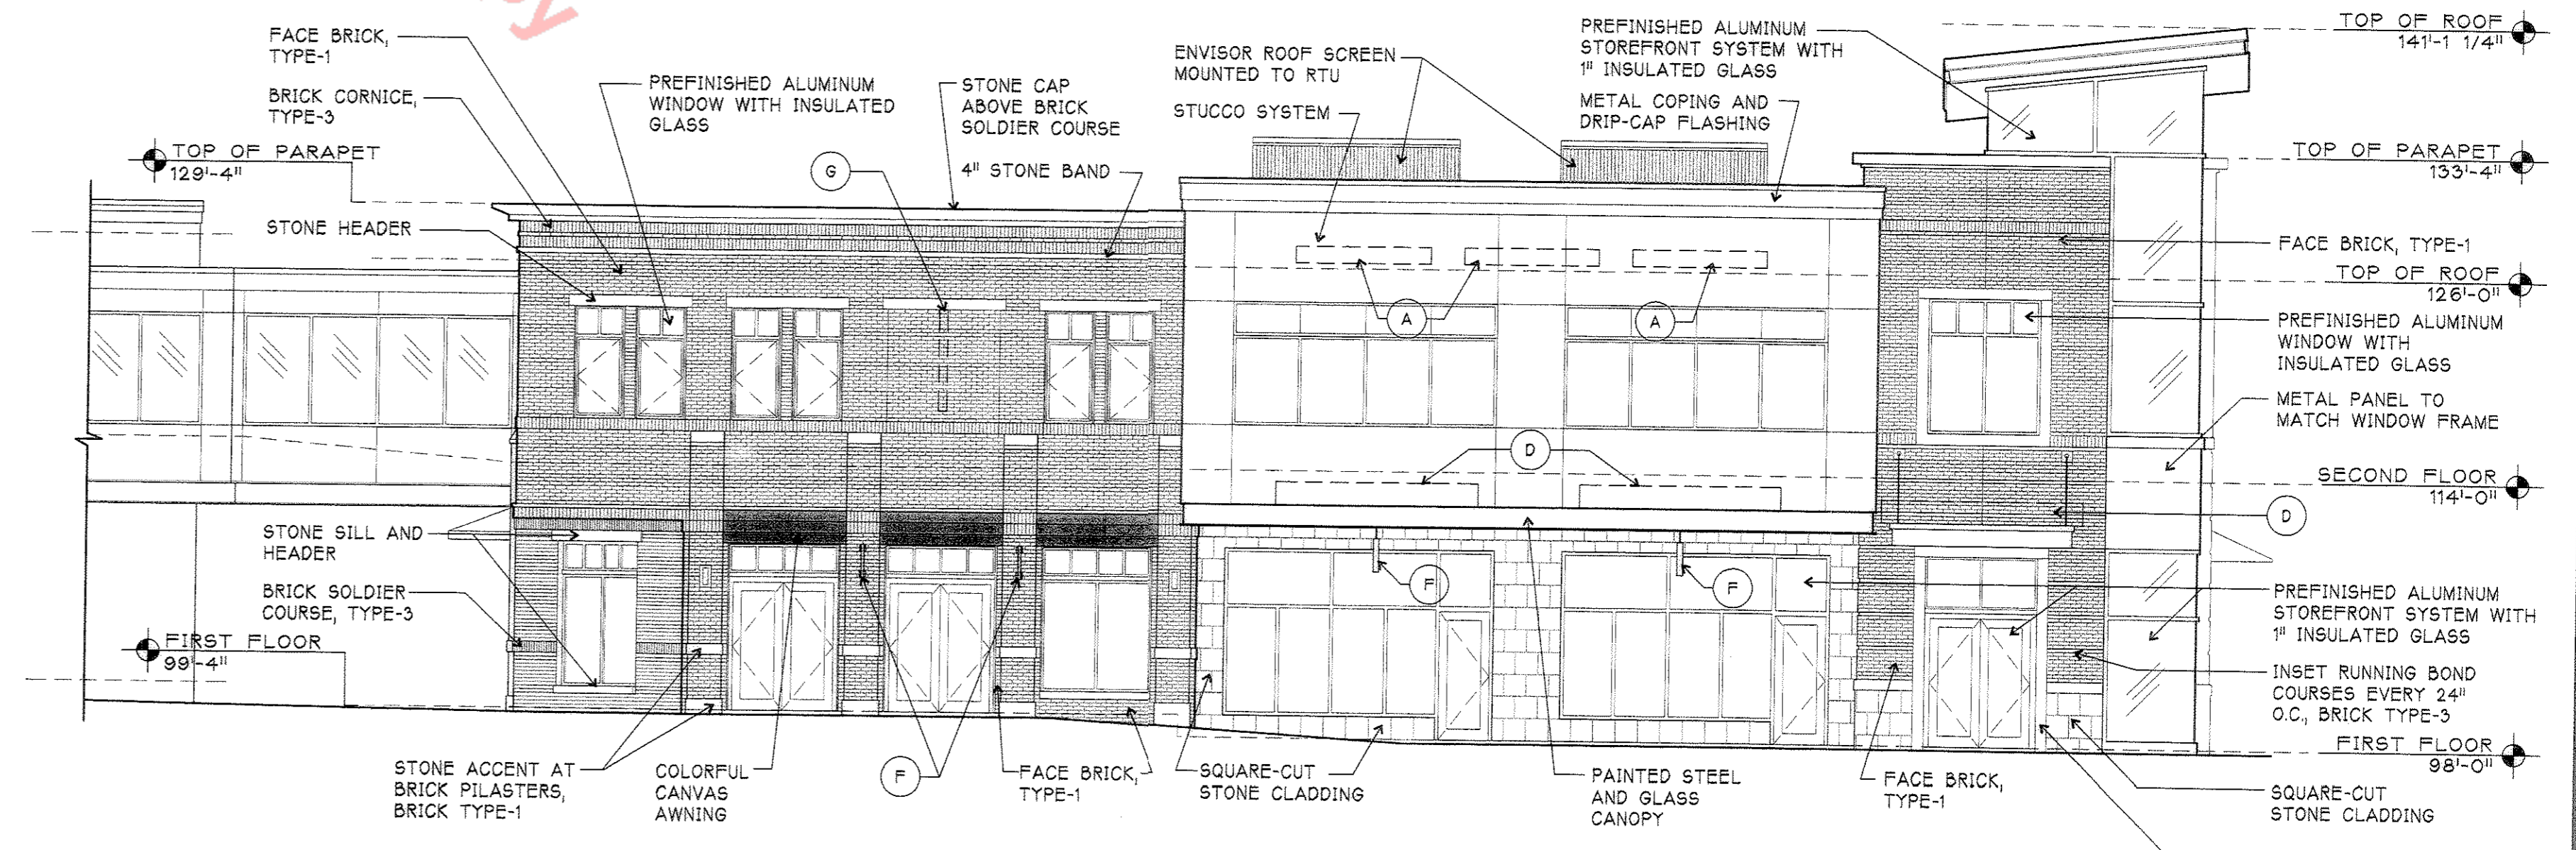 FACE BRICK,
TYPE-1
BRICK CORNICE,
TYPE-3
TOP OF PARAPET
129'-4"
STONE HEADER
PREFINISHED ALUMINUM
WINDOW WITH INSULATED
GLASS
G
STONE CAP
ABOVE BRICK
SOLDIER COURSE
4" STONE BAND
ENVISOR ROOF SCREEN
MOUNTED TO RTU
STUCCO SYSTEM
PREFINISHED ALUMINUM
STOREFRONT SYSTEM WITH
1" INSULATED GLASS
METAL COPING AND
DRIP-CAP FLASHING
TOP OF ROOF
141'-1 1/4"
TOP OF PARAPET
133'-4"
FACE BRICK, TYPE-1
TOP OF ROOF
126'-0"
PREFINISHED ALUMINUM
WINDOW WITH
INSULATED GLASS
METAL PANEL TO
MATCH WINDOW FRAME
SECOND FLOOR
114'-0"
D
A
A
D
F
F
STONE SILL AND
HEADER
BRICK SOLDIER
COURSE, TYPE-3
FIRST FLOOR
99'-4"
PREFINISHED ALUMINUM
STOREFRONT SYSTEM WITH
1" INSULATED GLASS
INSET RUNNING BOND
COURSES EVERY 24"
O.C., BRICK TYPE-3
FIRST FLOOR
98'-0"
STONE ACCENT AT
BRICK PILASTERS,
BRICK TYPE-1
COLORFUL
CANVAS
AWNING
F
FACE BRICK,
TYPE-1
SQUARE-CUT
STONE CLADDING
PAINTED STEEL
AND GLASS
CANOPY
FACE BRICK,
TYPE-1
SQUARE-CUT
STONE CLADDING